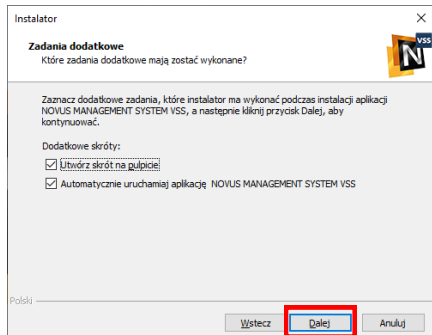 Instalator
Zadania dodatkowe
Które zadania dodatkowe mają zostać wykonane?
VSS
N
Zaznacz dodatkowe zadania, które instalator ma wykonać podczas instalacji aplikacji
NOVUS MANAGEMENT SYSTEM VSS, a następnie kliknij przycisk Dalej, aby
kontynuować.
Dodatkowe skróty:
Utwórz skrót na pulpicie
Automatycznie uruchamiaj aplikację NOVUS MANAGEMENT SYSTEM VSS
Polski
Wstecz
Dalej
Anuluj